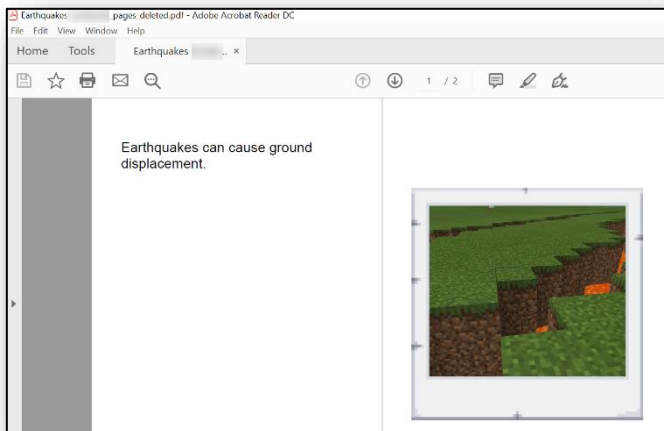 Earthquakes pages_deleted.pdf - Adobe Acrobat Reader DC
File Edit View Window Help
Home Tools Earthquakes .. ×
1 / 2
Earthquakes can cause ground
displacement.